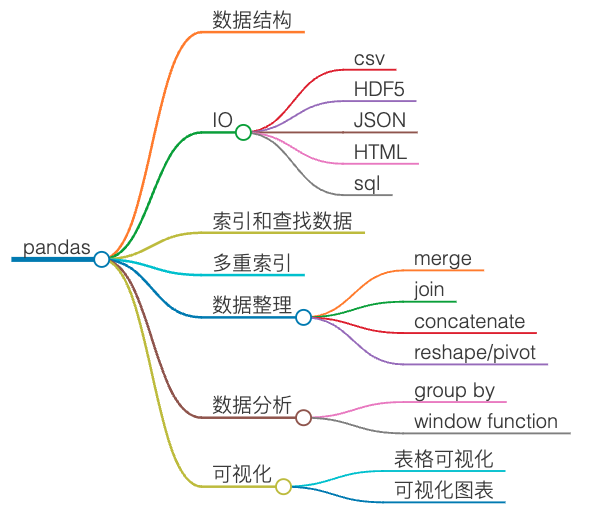 pandas
数据结构
IO
csv
HDF5
JSON
HTML
sql
索引和查找数据
多重索引
数据整理
merge
join
concatenate
reshape/pivot
数据分析
group by
window function
可视化
表格可视化
可视化图表